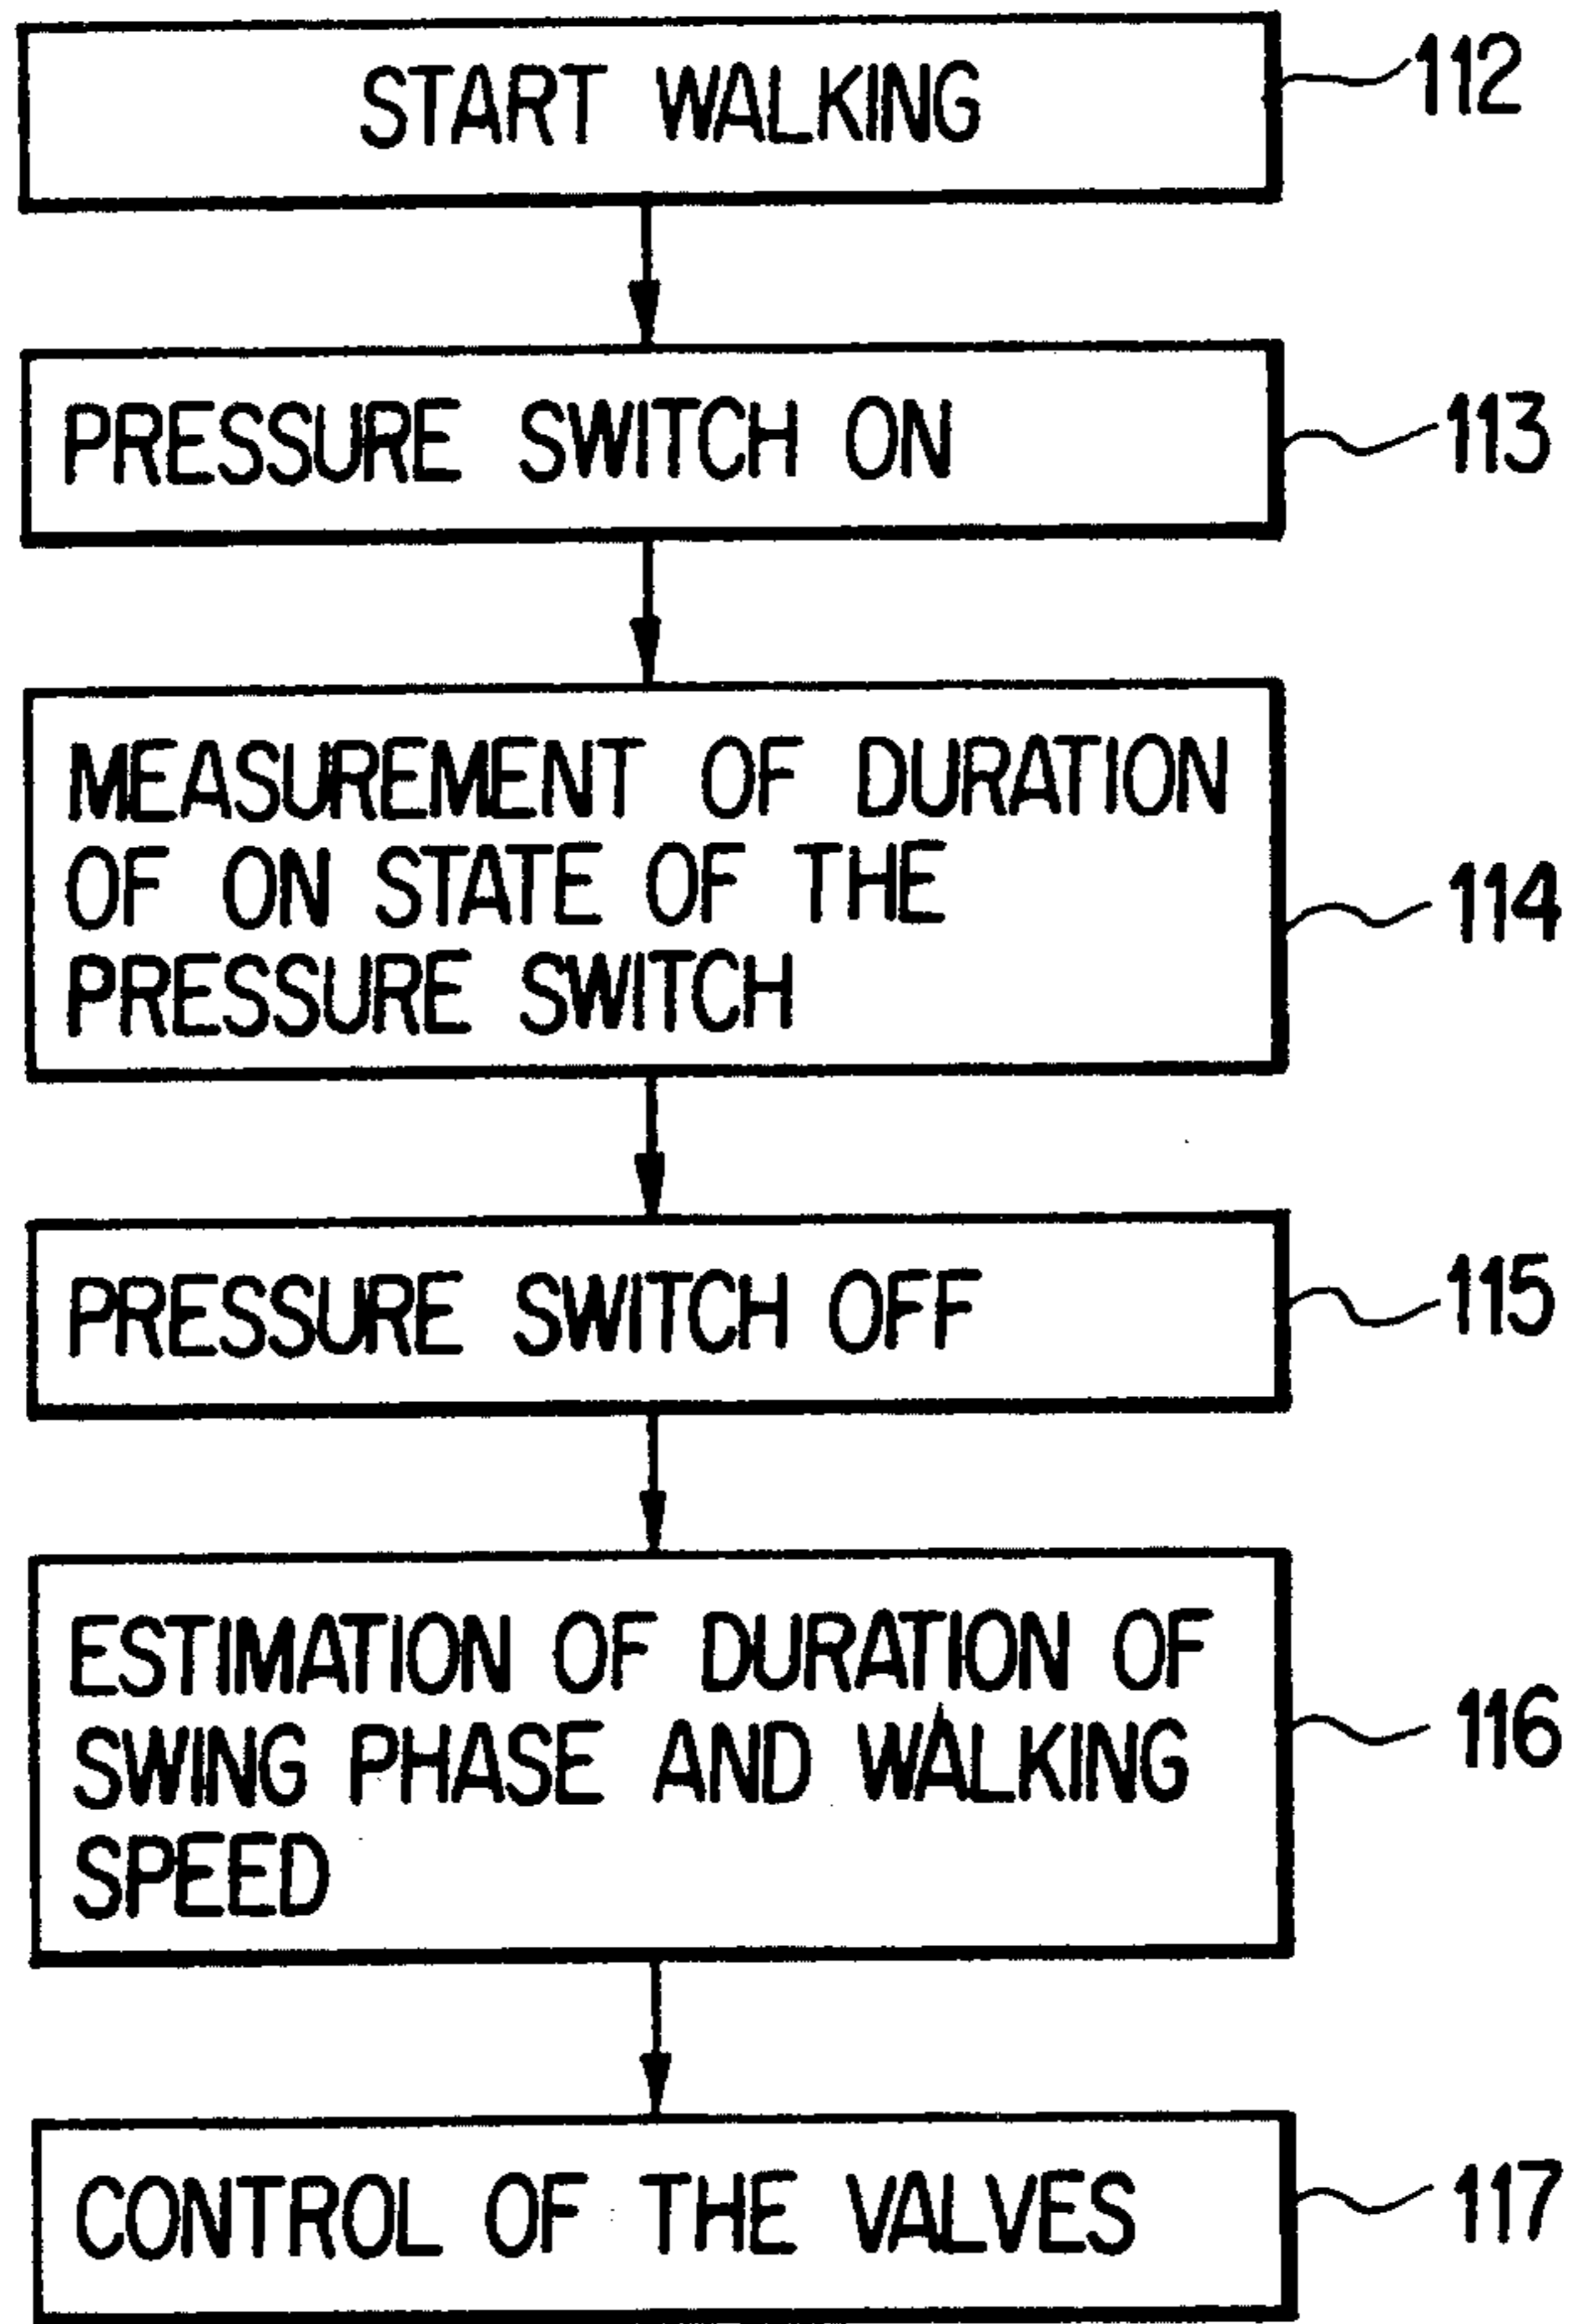 START WALKING
112
PRESSURE SWITCH ON
113
MEASUREMENT OF DURATION
OF ON STATE OF THE
PRESSURE SWITCH
114
PRESSURE SWITCH OFF
115
ESTIMATION OF DURATION OF
SWING PHASE AND WALKING
SPEED
116
CONTROL OF THE VALVES
117